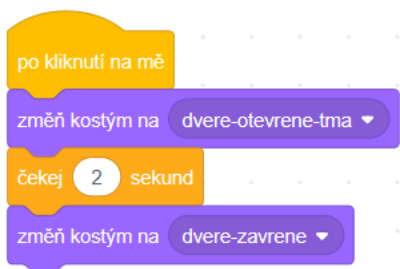 po kliknutí na mě
změň kostým na dvere-otevrene-tma
čekej 2 sekund
změň kostým na dvere-zavrene